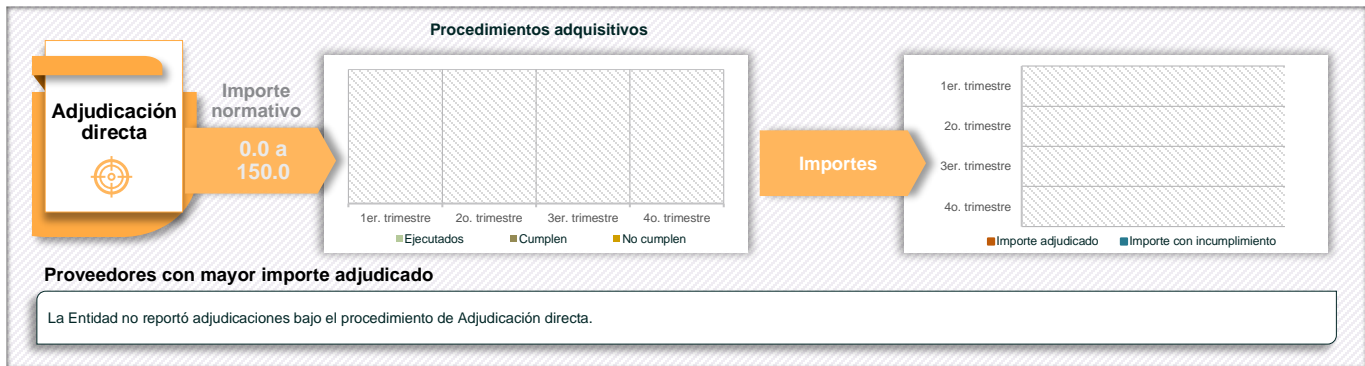 Procedimientos adquisitivos
Adjudicación
directa
Importe
normativo
0.0 a
150.0
1er. trimestre 2o. trimestre 3er. trimestre 4o. trimestre
Ejecutados Cumplen No cumplen
Importes
1er. trimestre
2o. trimestre
3er. trimestre
4o. trimestre
Importe adjudicado Importe con incumplimiento
Proveedores con mayor importe adjudicado
La Entidad no reportó adjudicaciones bajo el procedimiento de Adjudicación directa.